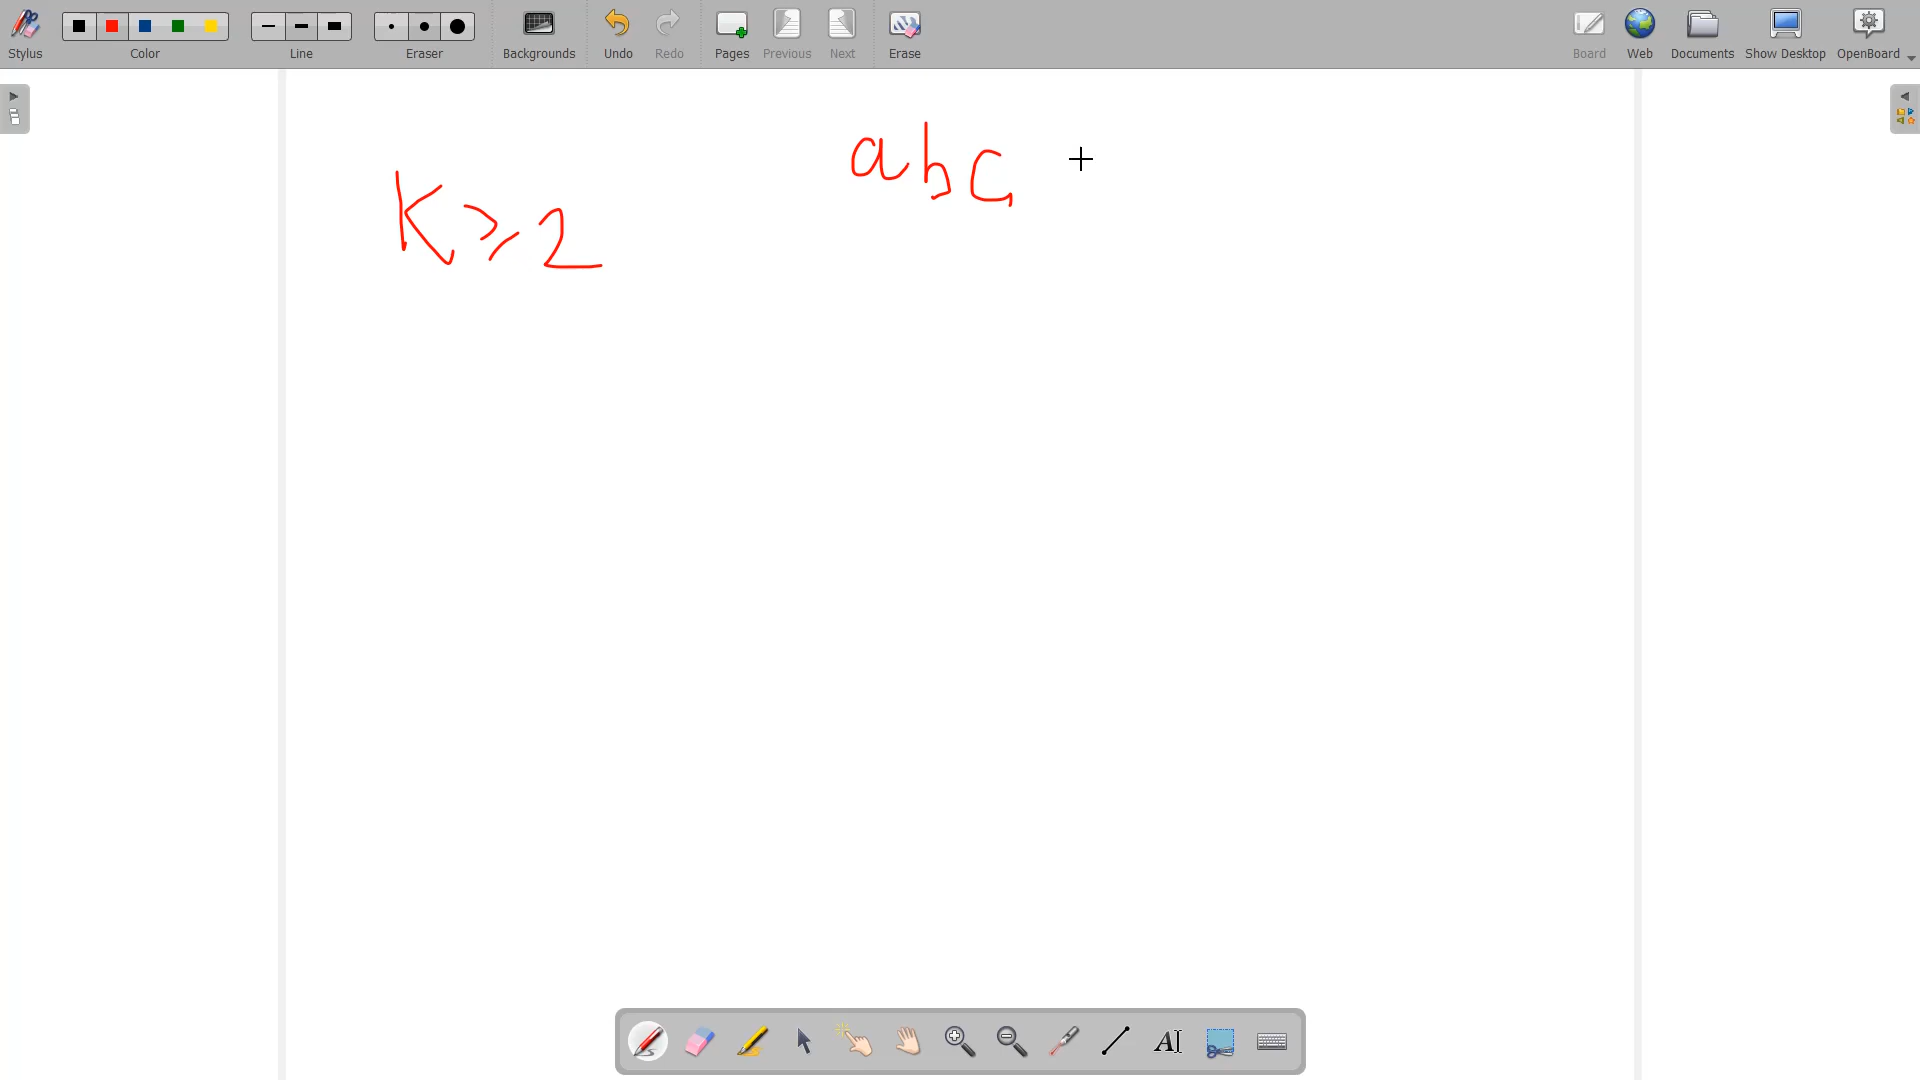 Stylus Color Line Eraser Backgrounds Undo Redo Pages Previous Next Erase Board Web Documents Show Desktop OpenBoard
abc
K ⩾ 2
AI